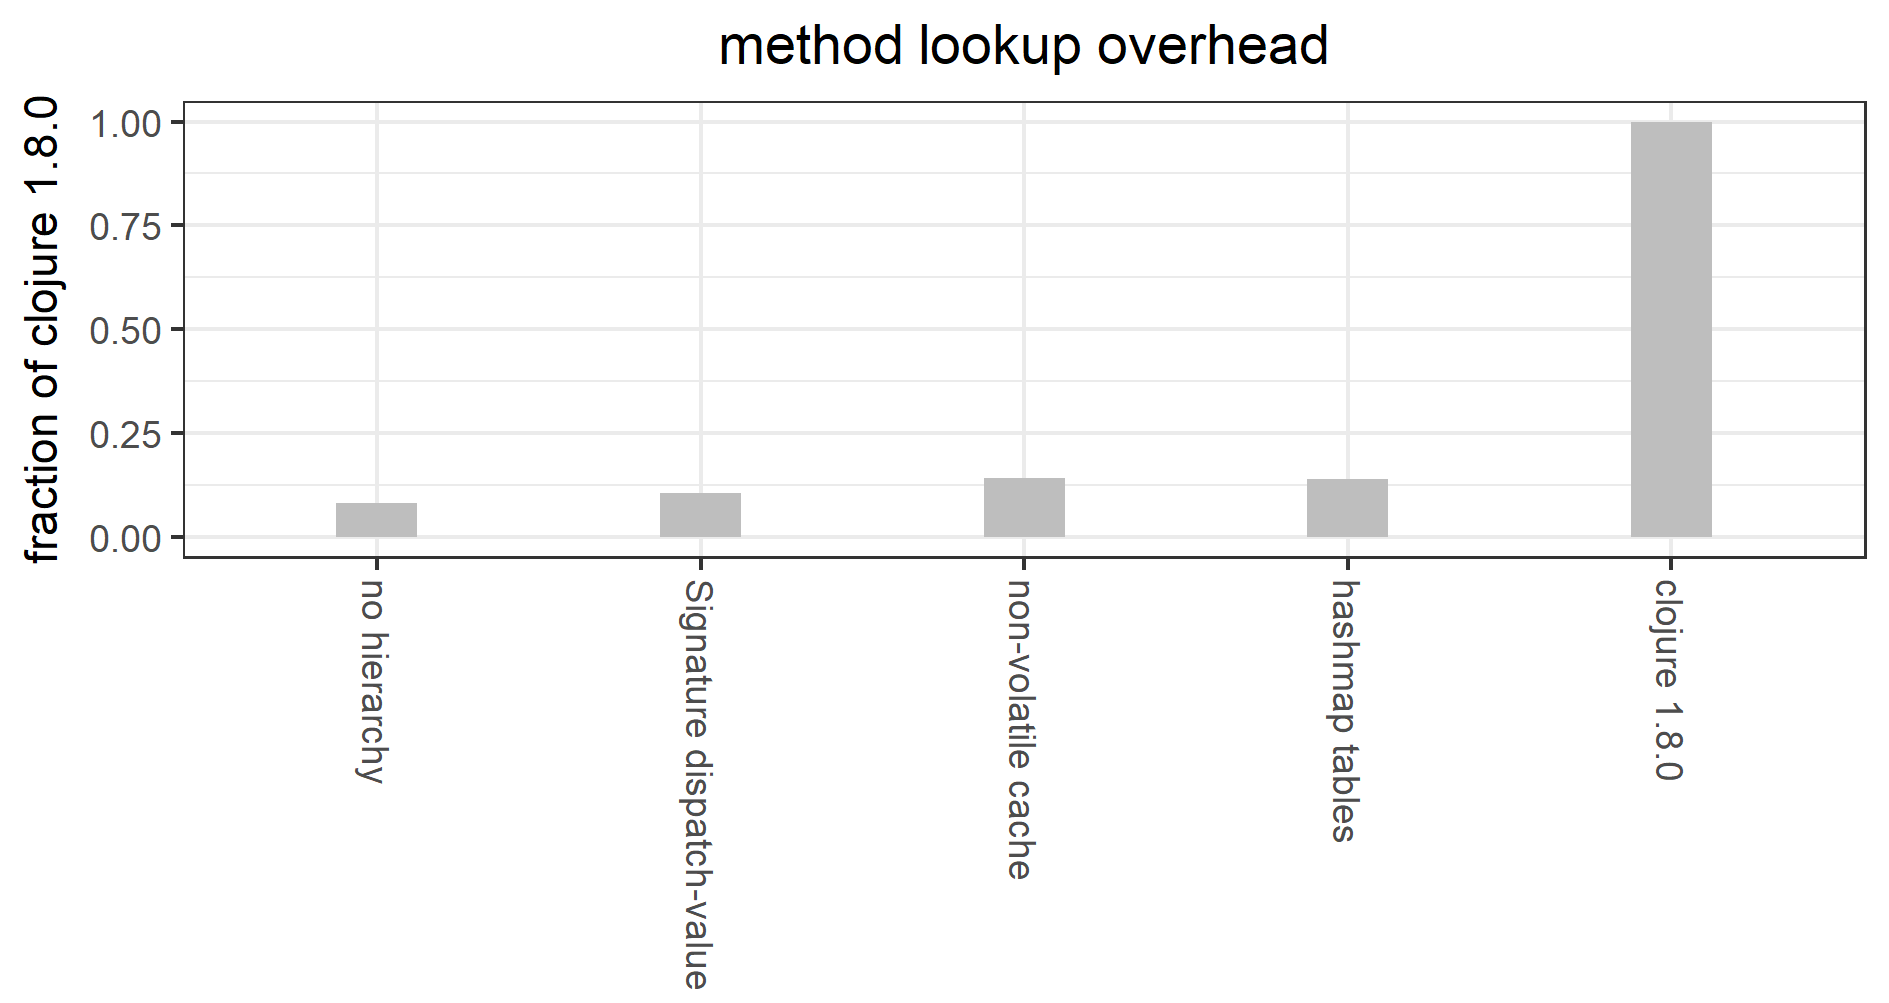 method lookup overhead
fraction of clojure 1.8.0
1.00
0.75
0.50
0.25
0.00
no hierarchy
Signature dispatch-value
non-volatile cache
hashmap tables
clojure 1.8.0